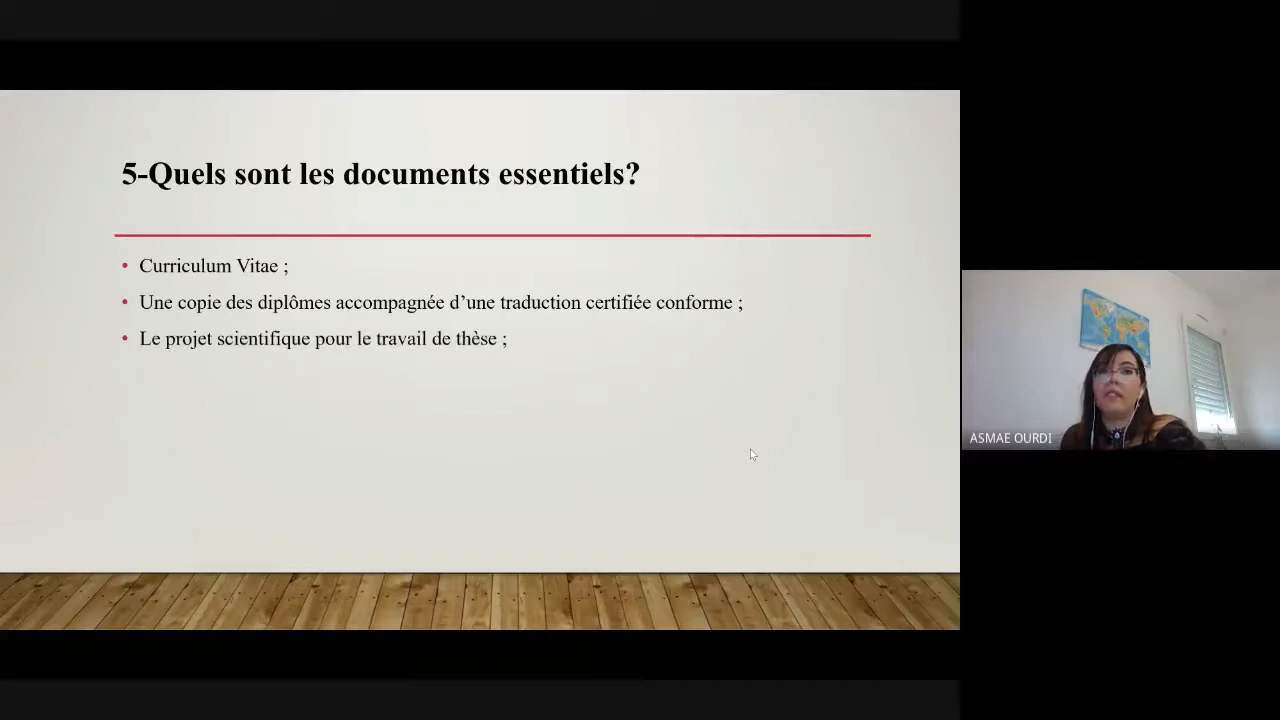 5-Quels sont les documents essentiels?
• Curriculum Vitae ;
• Une copie des diplômes accompagnée d’une traduction certifiée conforme ;
• Le projet scientifique pour le travail de thèse ;
ASMAE OURDI